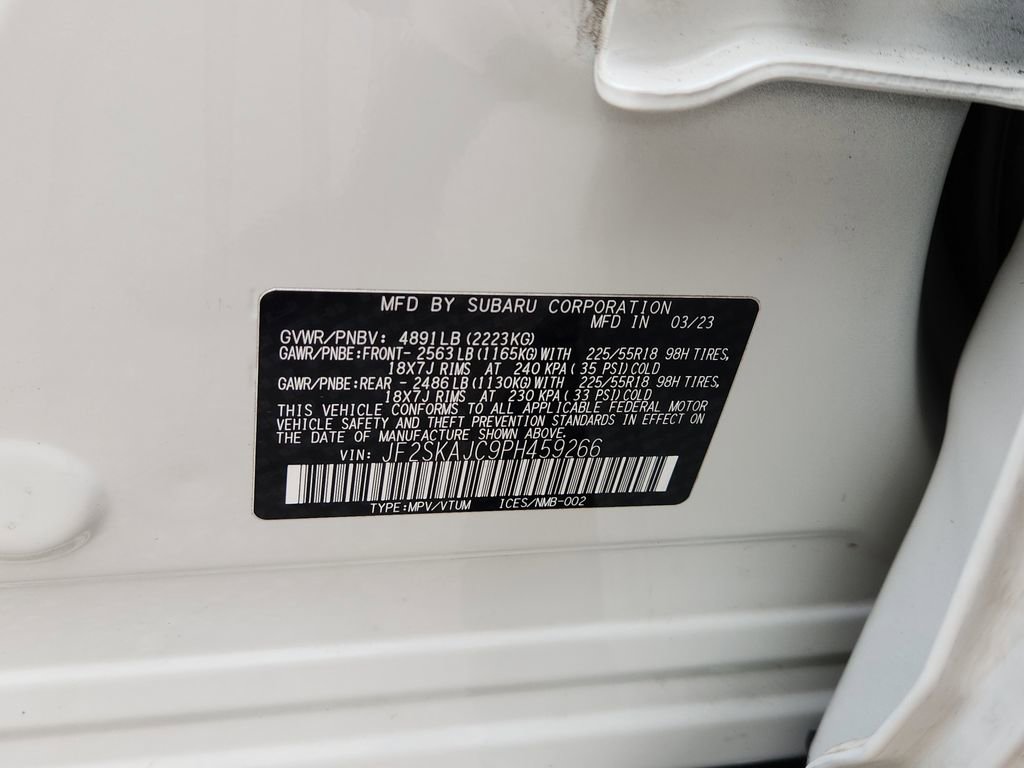 MFD BY SUBARU CORPORATION
MFD IN 03/23
GVWR/PNBV: 4891LB(2223KG)
GAWR/PNBE:FRONT- 2563LB(1165KG)WITH 225/55R18 98H TIRES,
18X7J RIMS AT 240 KPA( 35 PSI)COLD
GAWR/PNBE:REAR - 2486LB(1130KG)WITH 225/55R18 98H TIRES,
18X7J RIMS AT 230 KPA( 33 PSI)COLD
THIS VEHICLE CONFORMS TO ALL APPLICABLE FEDERAL MOTOR
VEHICLE SAFETY AND THEFT PREVENTION STANDARDS IN EFFECT ON
THE DATE OF MANUFACTURE SHOWN ABOVE.
VIN: JF2SKAJC9PH459266
TYPE:MPV/VTUM ICES/NMB-002